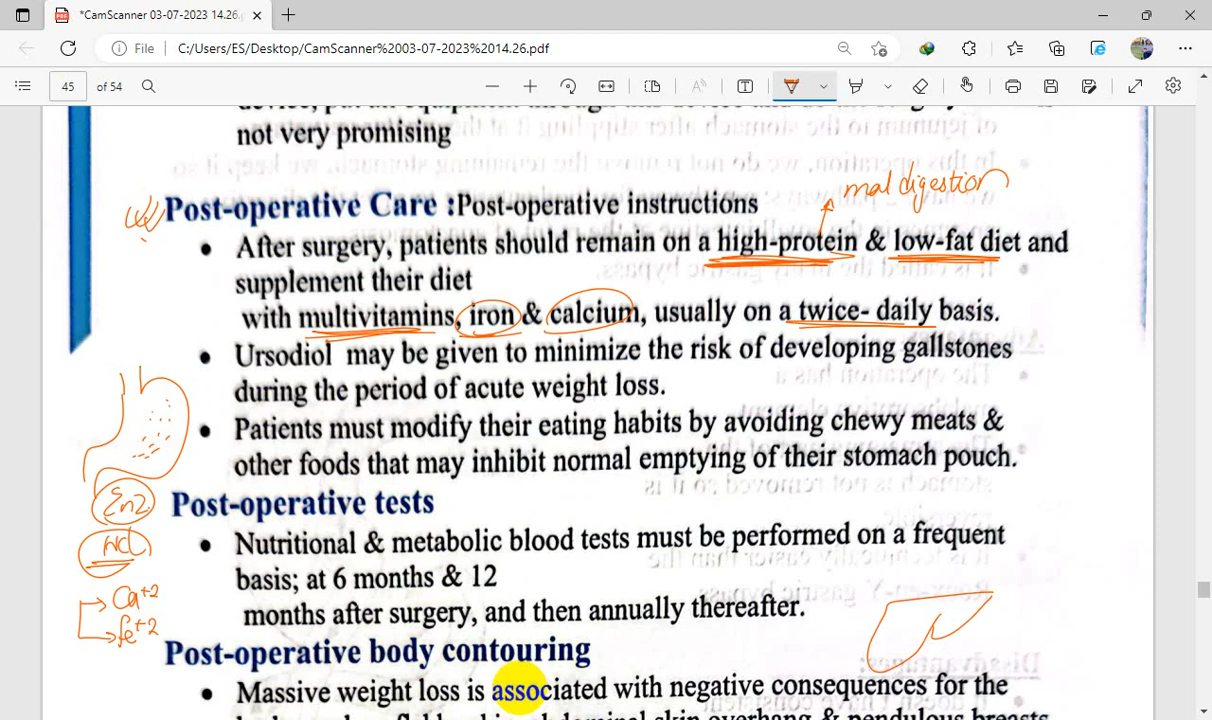 *CamScanner 03-07-2023 14.26.
File C:/Users/ES/Desktop/CamScanner%2003-07-2023%2014.26.pdf
45 of 54
not very promising
mal digestion
Post-operative Care :Post-operative instructions
• After surgery, patients should remain on a high-protein & low-fat diet and
supplement their diet
with multivitamins, iron & calcium, usually on a twice- daily basis.
• Ursodiol may be given to minimize the risk of developing gallstones
during the period of acute weight loss.
• Patients must modify their eating habits by avoiding chewy meats &
other foods that may inhibit normal emptying of their stomach pouch.
Enz
Post-operative tests
HCl
• Nutritional & metabolic blood tests must be performed on a frequent
basis; at 6 months & 12
Ca+2
months after surgery, and then annually thereafter.
fe+2
Post-operative body contouring
• Massive weight loss is associated with negative consequences for the